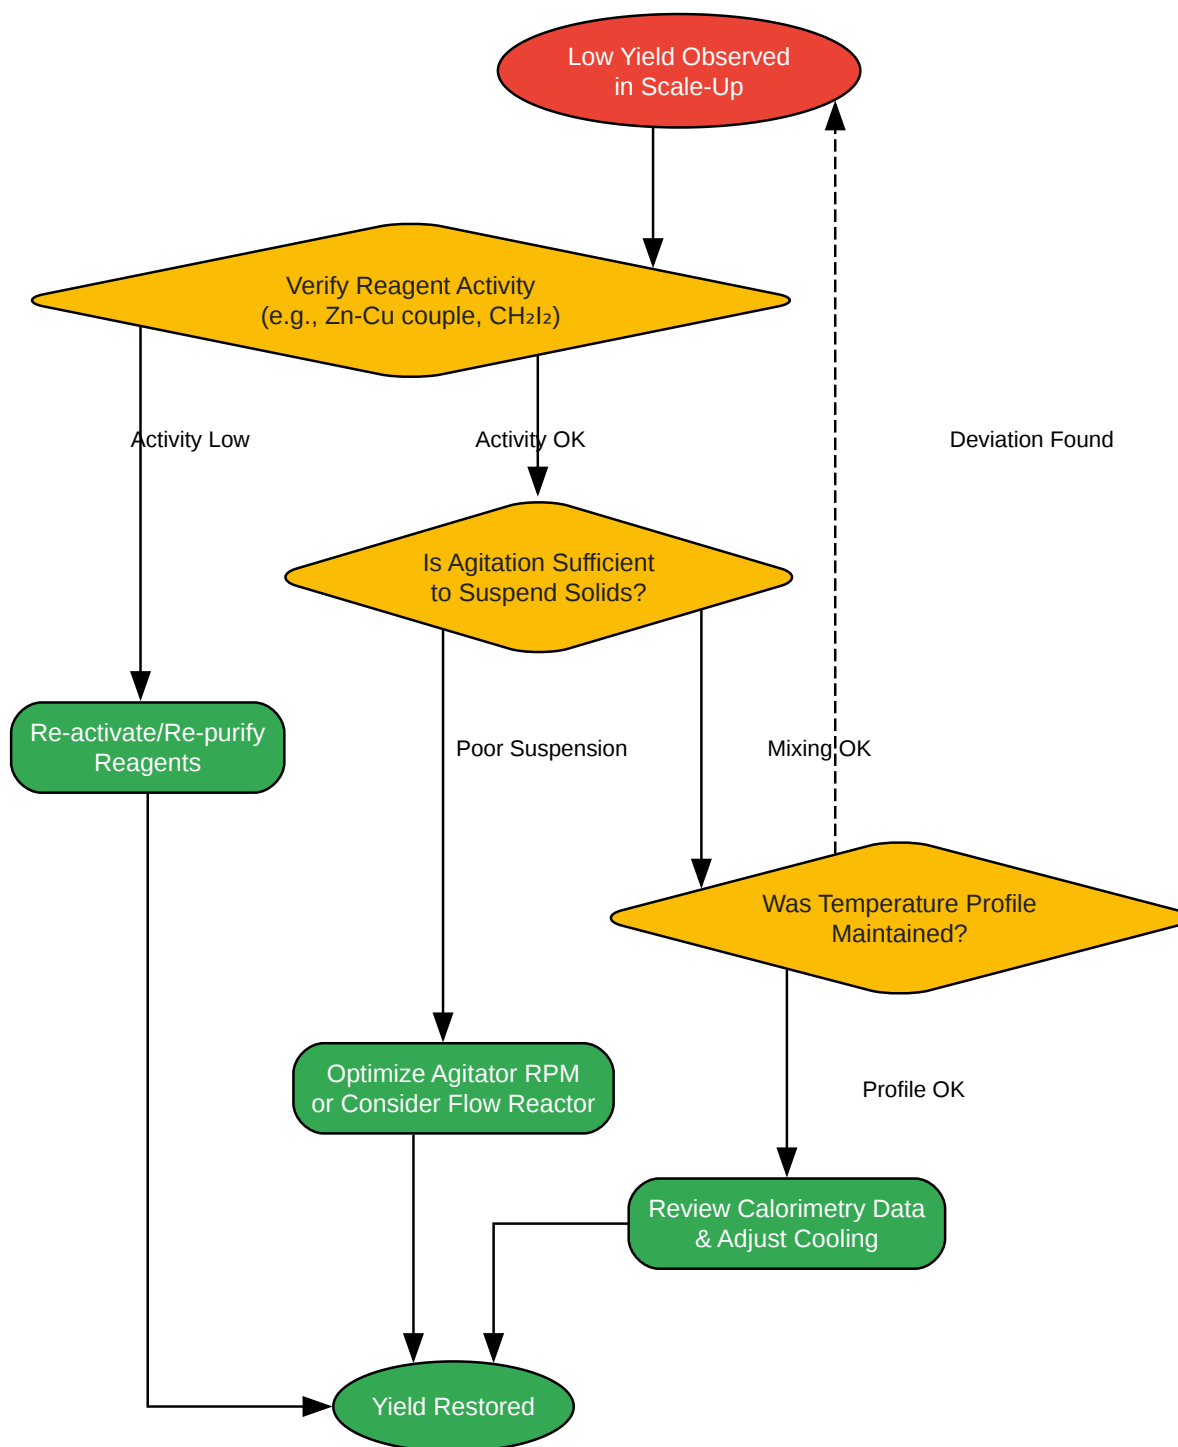 Low Yield Observed
in Scale-Up
Verify Reagent Activity
(e.g., Zn-Cu couple, CH₂I₂)
Activity Low
Activity OK
Deviation Found
Is Agitation Sufficient
to Suspend Solids?
Re-activate/Re-purify
Reagents
Poor Suspension
Mixing OK
Was Temperature Profile
Maintained?
Optimize Agitator RPM
or Consider Flow Reactor
Profile OK
Review Calorimetry Data
& Adjust Cooling
Yield Restored